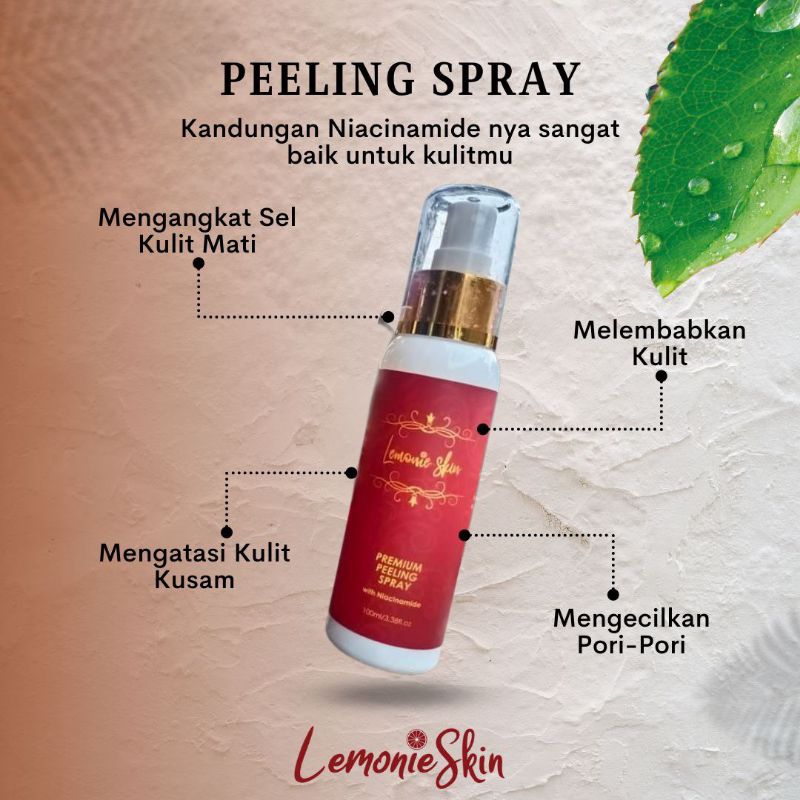 PEELING SPRAY
Kandungan Niacinamide nya sangat
baik untuk kulitmu
Mengangkat Sel
Kulit Mati
Melembabkan
Kulit
Mengatasi Kulit
Kusam
Mengecilkan
Pori-Pori
Lemonie Skin
PREMIUM
PEELING
SPRAY
with Niacinamide
100ml/3.38fl.oz
LemonieSkin